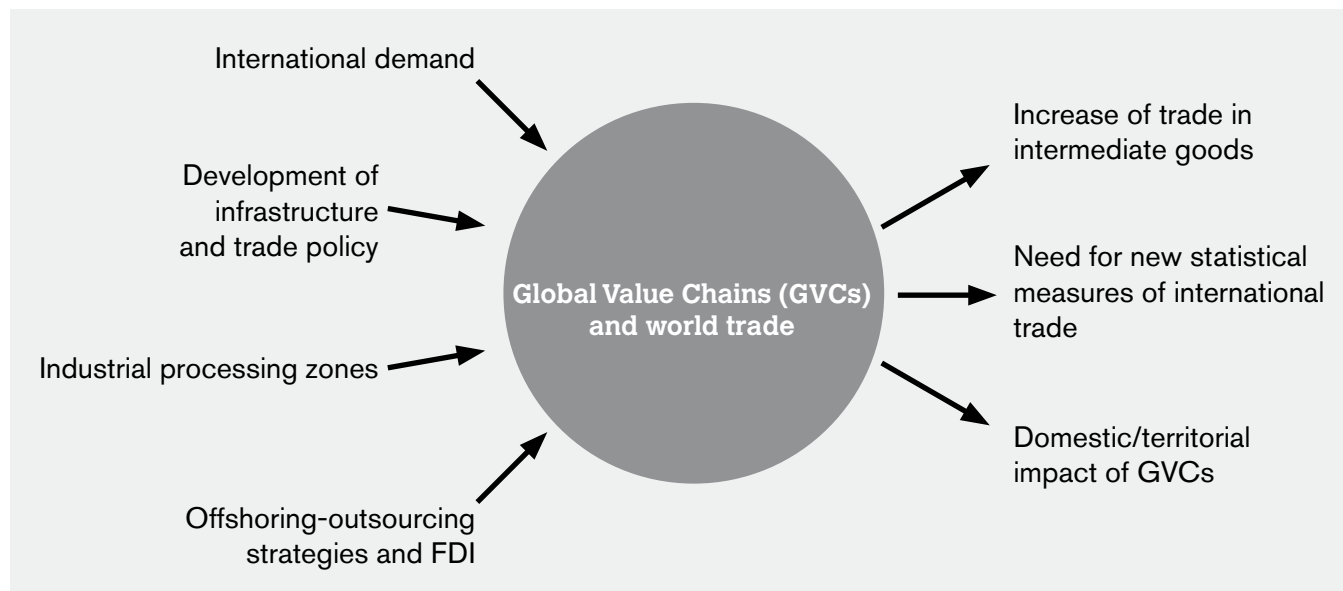 International demand
Development of
infrastructure
and trade policy
Industrial processing zones
Offshoring-outsourcing
strategies and FDI
Global Value Chains (GVCs)
and world trade
Increase of trade in
intermediate goods
Need for new statistical
measures of international
trade
Domestic/territorial
impact of GVCs